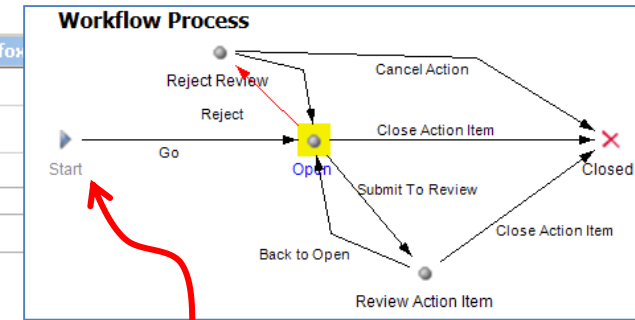 Workflow Process
fox
Reject Review
Cancel Action
Reject
Go
Close Action Item
Start
Open
Closed
Submit To Review
Close Action Item
Back to Open
Review Action Item